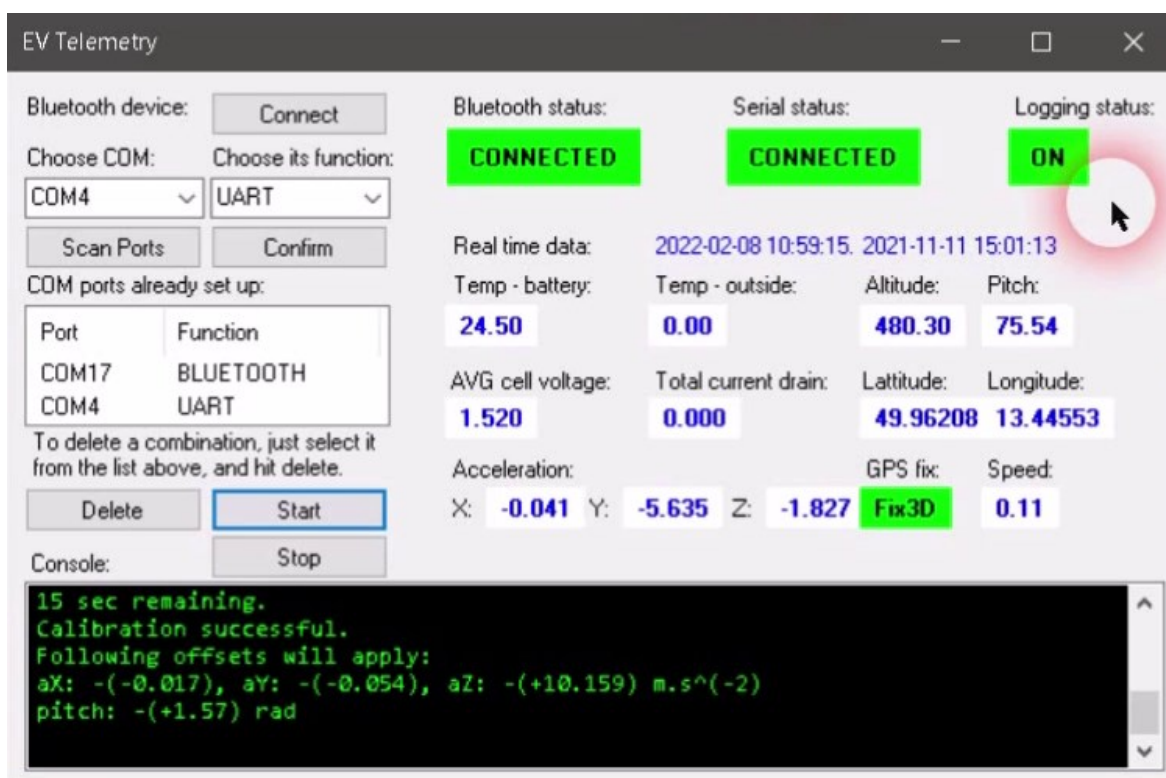 EV Telemetry
Bluetooth device: Connect
Choose COM: Choose its function:
COM4 UART
Scan Ports Confirm
COM ports already set up:
Port Function
COM17 BLUETOOTH
COM4 UART
To delete a combination, just select it
from the list above, and hit delete.
Delete Start
Stop
Bluetooth status: Serial status: Logging status:
CONNECTED CONNECTED ON
Real time data: 2022-02-08 10:59:15. 2021-11-11 15:01:13
Temp - battery: Temp - outside: Altitude: Pitch:
24.50 0.00 480.30 75.54
AVG cell voltage: Total current drain: Lattitude: Longitude:
1.520 0.000 49.96208 13.44553
Acceleration: GPS fix: Speed:
X: -0.041 Y: -5.635 Z: -1.827 Fix3D 0.11
Console:
15 sec remaining.
Calibration successful.
Following offsets will apply:
aX: -(-0.017), aY: -(-0.054), aZ: -(+10.159) m.s^(-2)
pitch: -(+1.57) rad